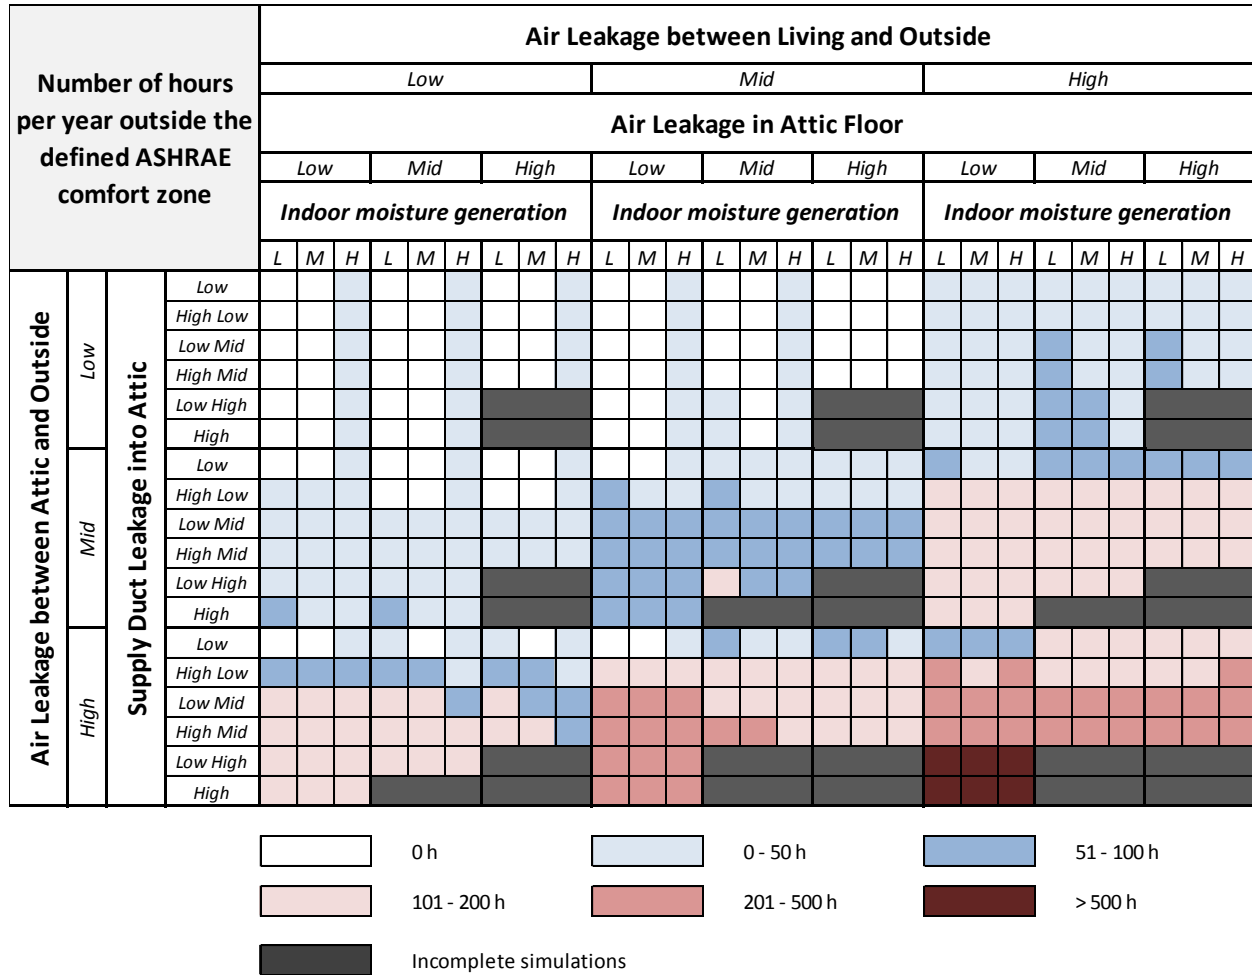 Number of hours
per year outside the
defined ASHRAE
comfort zone
Air Leakage between Living and Outside
Low Mid High
Air Leakage in Attic Floor
Low Mid High Low Mid High Low Mid High
Indoor moisture generation Indoor moisture generation Indoor moisture generation
L M H L M H L M H L M H L M H L M H L M H L M H L M H
Air Leakage between Attic and Outside
Supply Duct Leakage into Attic
Low
Low
High Low
Low Mid
High Mid
Low High
High
Mid
Low
High Low
Low Mid
High Mid
Low High
High
High
Low
High Low
Low Mid
High Mid
Low High
High
0 h 0 - 50 h 51 - 100 h
101 - 200 h 201 - 500 h > 500 h
Incomplete simulations